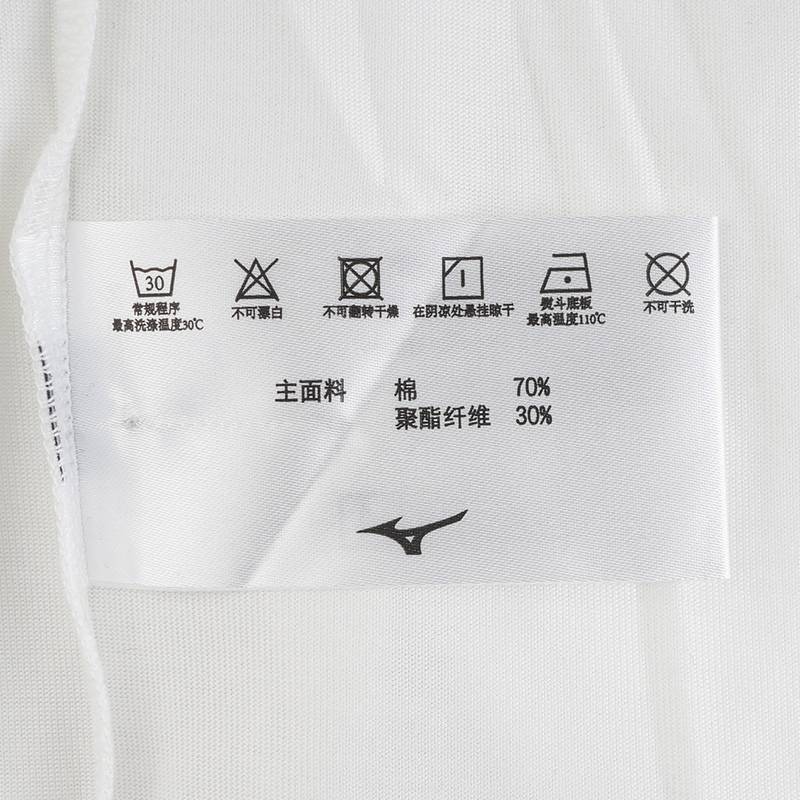 30
常规程序
最高洗涤温度30℃
不可漂白
不可翻转干燥
在阴凉处悬挂晾干
熨斗底板
最高温度110℃
不可干洗
主面料 棉 70%
聚酯纤维 30%